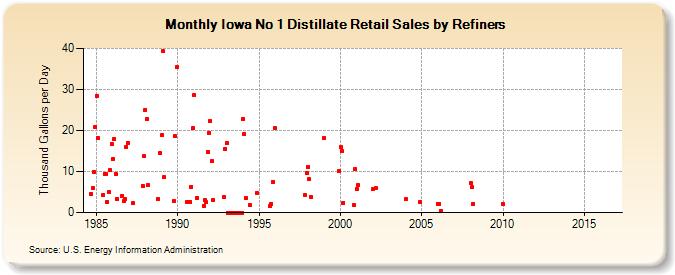 Monthly Iowa No 1 Distillate Retail Sales by Refiners
Thousand Gallons per Day
40
30
20
10
0
1985 1990 1995 2000 2005 2010 2015
Source: U.S. Energy Information Administration